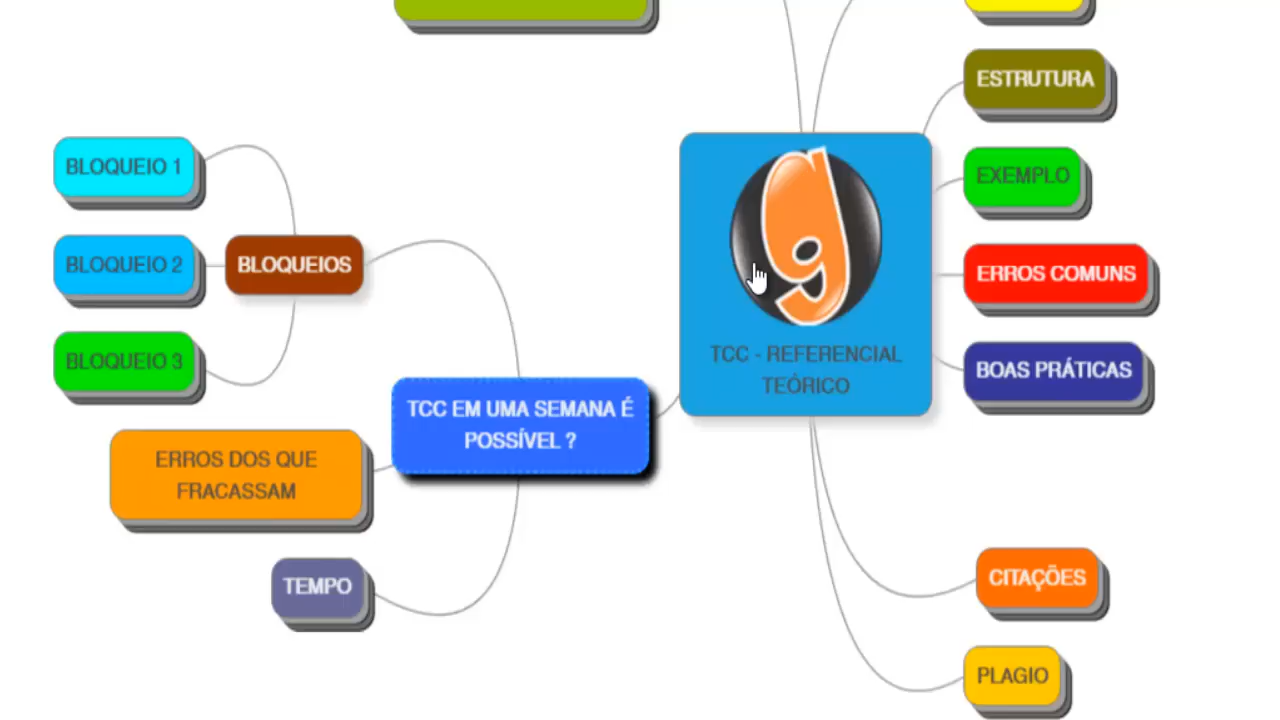 ESTRUTURA
BLOQUEIO 1
EXEMPLO
BLOQUEIO 2
BLOQUEIOS
g
ERROS COMUNS
BLOQUEIO 3
TCC - REFERENCIAL
TEÓRICO
BOAS PRÁTICAS
TCC EM UMA SEMANA É
POSSÍVEL ?
ERROS DOS QUE
FRACASSAM
TEMPO
CITAÇÕES
PLAGIO